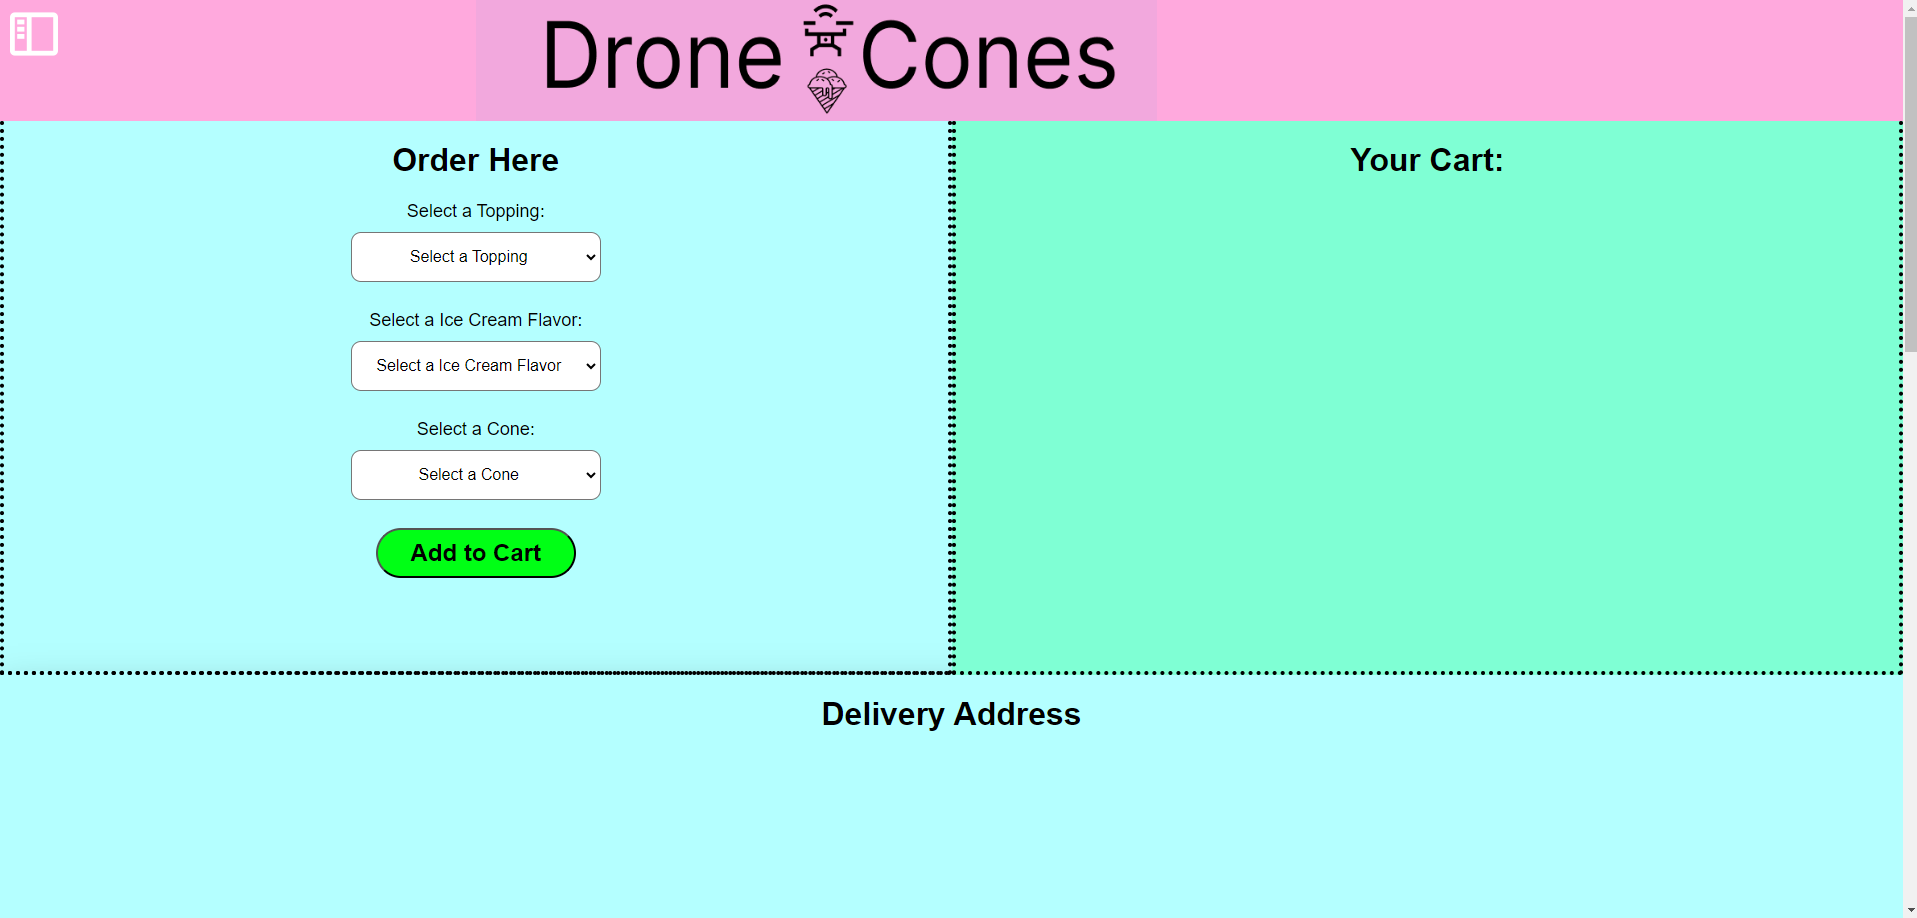 Drone Cones
Order Here
Select a Topping:
Select a Topping
Select a Ice Cream Flavor:
Select a Ice Cream Flavor
Select a Cone:
Select a Cone
Add to Cart
Your Cart:
Delivery Address